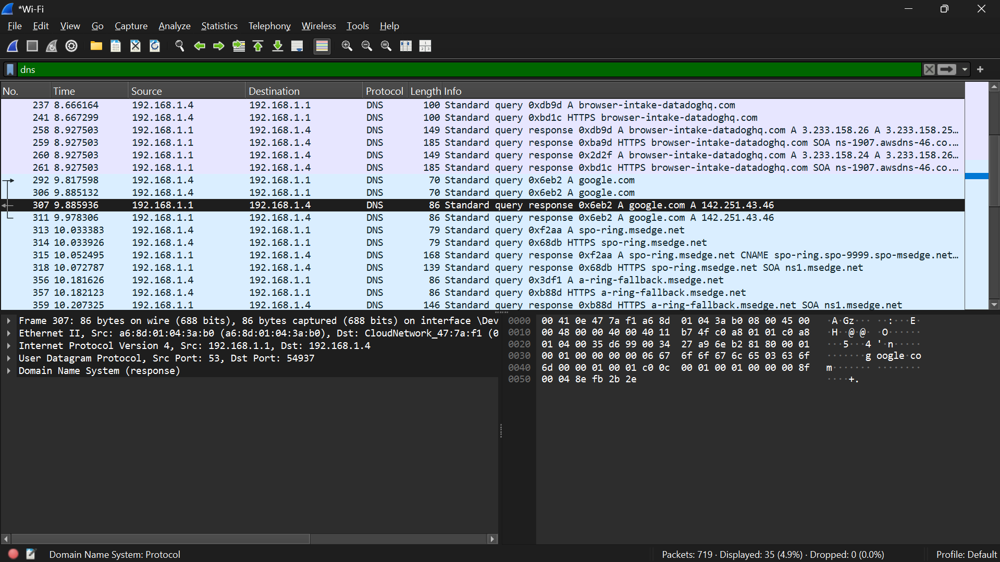 *Wi-Fi
File Edit View Go Capture Analyze Statistics Telephony Wireless Tools Help
dns
No. Time Source Destination Protocol Length Info
237 8.666164 192.168.1.4 192.168.1.1 DNS 100 Standard query 0xdb9d A browser-intake-datadoghq.com
241 8.667299 192.168.1.4 192.168.1.1 DNS 100 Standard query 0xbd1c HTTPS browser-intake-datadoghq.com
258 8.927503 192.168.1.1 192.168.1.4 DNS 149 Standard query response 0xdb9d A browser-intake-datadoghq.com A 3.233.158.26 A 3.233.158.25…
259 8.927503 192.168.1.1 192.168.1.4 DNS 185 Standard query response 0xba9d HTTPS browser-intake-datadoghq.com SOA ns-1907.awsdns-46.co.…
260 8.927503 192.168.1.1 192.168.1.4 DNS 149 Standard query response 0x2d2f A browser-intake-datadoghq.com A 3.233.158.24 A 3.233.158.26…
261 8.927503 192.168.1.1 192.168.1.4 DNS 185 Standard query response 0xbd1c HTTPS browser-intake-datadoghq.com SOA ns-1907.awsdns-46.co.…
292 9.817598 192.168.1.4 192.168.1.1 DNS 70 Standard query 0x6eb2 A google.com
306 9.885132 192.168.1.4 192.168.1.1 DNS 70 Standard query 0x6eb2 A google.com
307 9.885936 192.168.1.1 192.168.1.4 DNS 86 Standard query response 0x6eb2 A google.com A 142.251.43.46
311 9.978306 192.168.1.1 192.168.1.4 DNS 86 Standard query response 0x6eb2 A google.com A 142.251.43.46
313 10.033383 192.168.1.4 192.168.1.1 DNS 79 Standard query 0xf2aa A spo-ring.msedge.net
314 10.033926 192.168.1.4 192.168.1.1 DNS 79 Standard query 0x68db HTTPS spo-ring.msedge.net
315 10.052495 192.168.1.1 192.168.1.4 DNS 168 Standard query response 0xf2aa A spo-ring.msedge.net CNAME spo-ring.spo-9999.spo-msedge.net…
318 10.072787 192.168.1.1 192.168.1.4 DNS 139 Standard query response 0x68db HTTPS spo-ring.msedge.net SOA ns1.msedge.net
356 10.181626 192.168.1.4 192.168.1.1 DNS 86 Standard query 0x3df1 A a-ring-fallback.msedge.net
357 10.182123 192.168.1.4 192.168.1.1 DNS 86 Standard query 0xb88d HTTPS a-ring-fallback.msedge.net
359 10.207325 192.168.1.1 192.168.1.4 DNS 146 Standard query response 0xb88d HTTPS a-ring-fallback.msedge.net SOA ns1.msedge.net
Frame 307: 86 bytes on wire (688 bits), 86 bytes captured (688 bits) on interface \Dev
Ethernet II, Src: a6:8d:01:04:3a:b0 (a6:8d:01:04:3a:b0), Dst: CloudNetwork_47:7a:f1 (0
Internet Protocol Version 4, Src: 192.168.1.1, Dst: 192.168.1.4
User Datagram Protocol, Src Port: 53, Dst Port: 54937
Domain Name System (response)
0000 00 41 0e 47 7a f1 a6 8d 01 04 3a b0 08 00 45 00 ·A·Gz··· ··:···E·
0010 00 48 00 00 40 00 40 11 b7 4f c0 a8 01 01 c0 a8 ·H··@·@· ·O······
0020 01 04 00 35 d6 99 00 34 27 a9 6e b2 81 80 00 01 ···5···4 '·n·····
0030 00 01 00 00 00 00 06 67 6f 6f 67 6c 65 03 63 6f ·······g oogle·co
0040 6d 00 00 01 00 01 c0 0c 00 01 00 01 00 00 00 8f m······· ········
0050 00 04 8e fb 2b 2e ····+.
Domain Name System: Protocol
Packets: 719 · Displayed: 35 (4.9%) · Dropped: 0 (0.0%)
Profile: Default